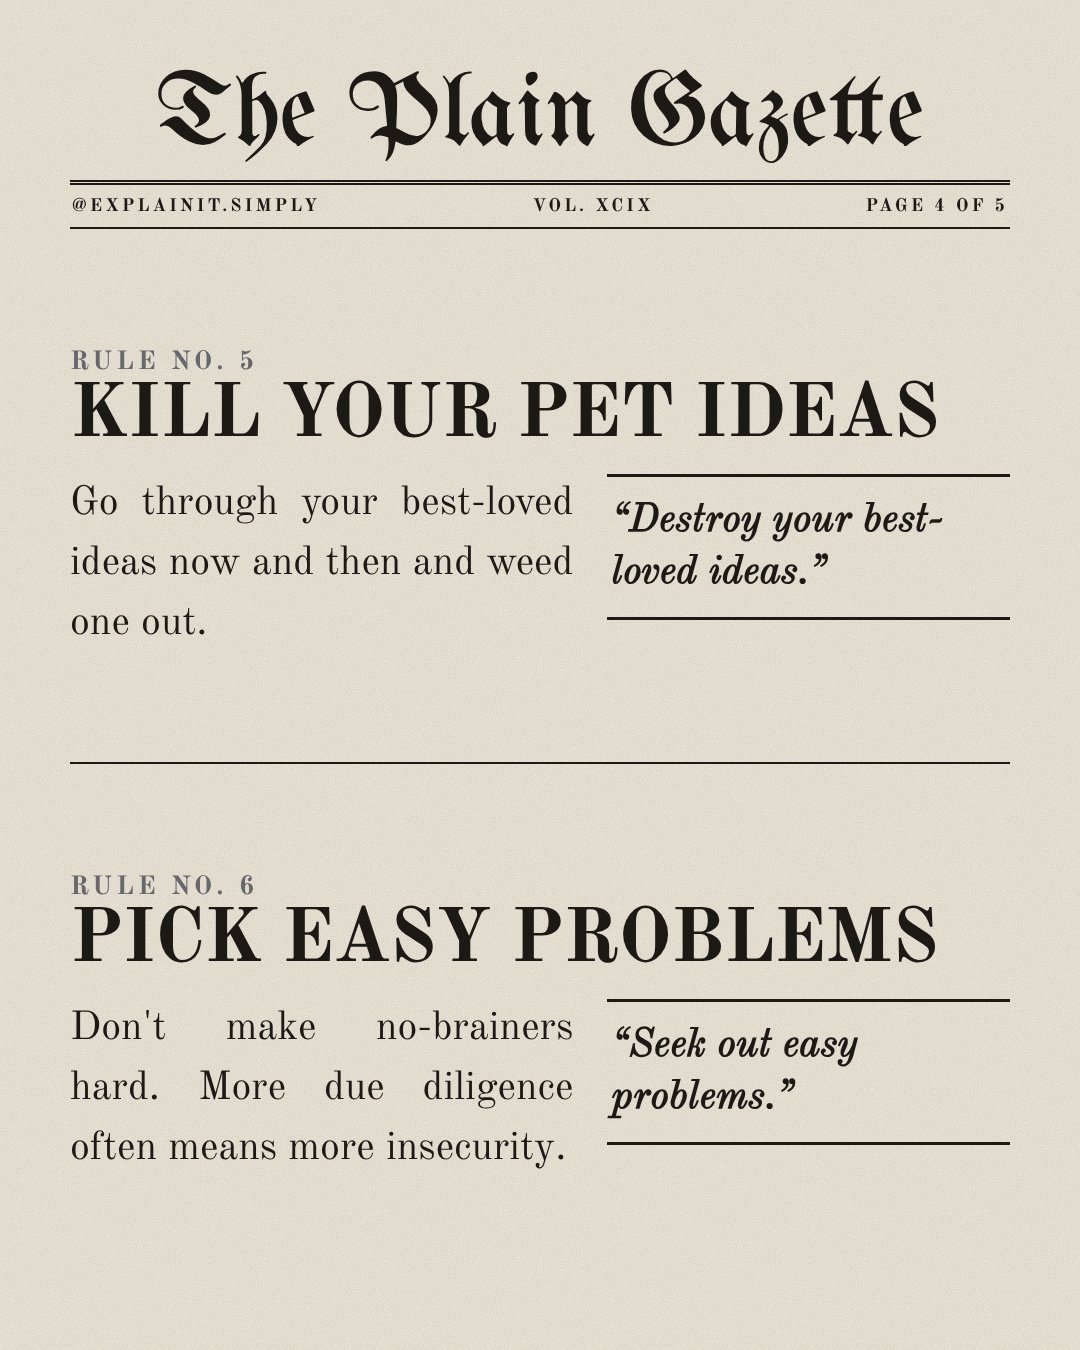 The Plain Gazette
@EXPLAINIT.SIMPLY VOL. XCIX PAGE 4 OF 5
RULE NO. 5
KILL YOUR PET IDEAS
Go through your best-loved
ideas now and then and weed
one out.
“Destroy your best-
loved ideas.”
RULE NO. 6
PICK EASY PROBLEMS
Don't make no-brainers
hard. More due diligence
often means more insecurity.
“Seek out easy
problems.”